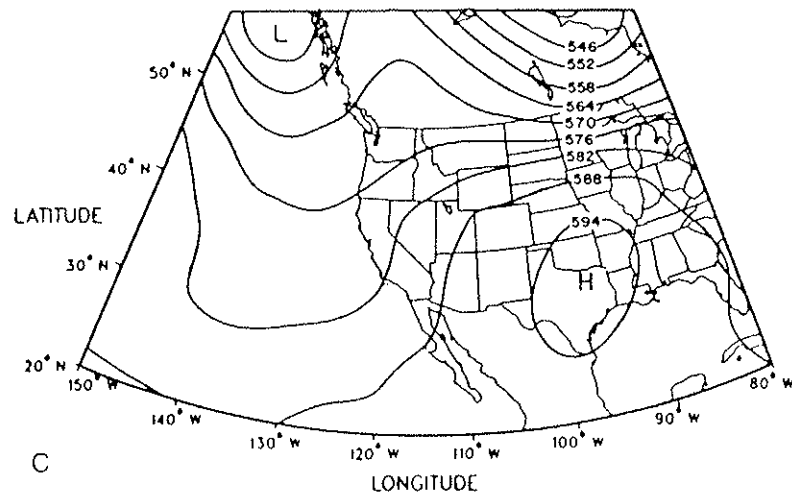 L
50° N
40° N
LATITUDE
30° N
20° N
150° W
140° W
130° W
120° W
110° W
100° W
90° W
80° W
546
552
558
564
570
576
582
588
594
H
C
LONGITUDE